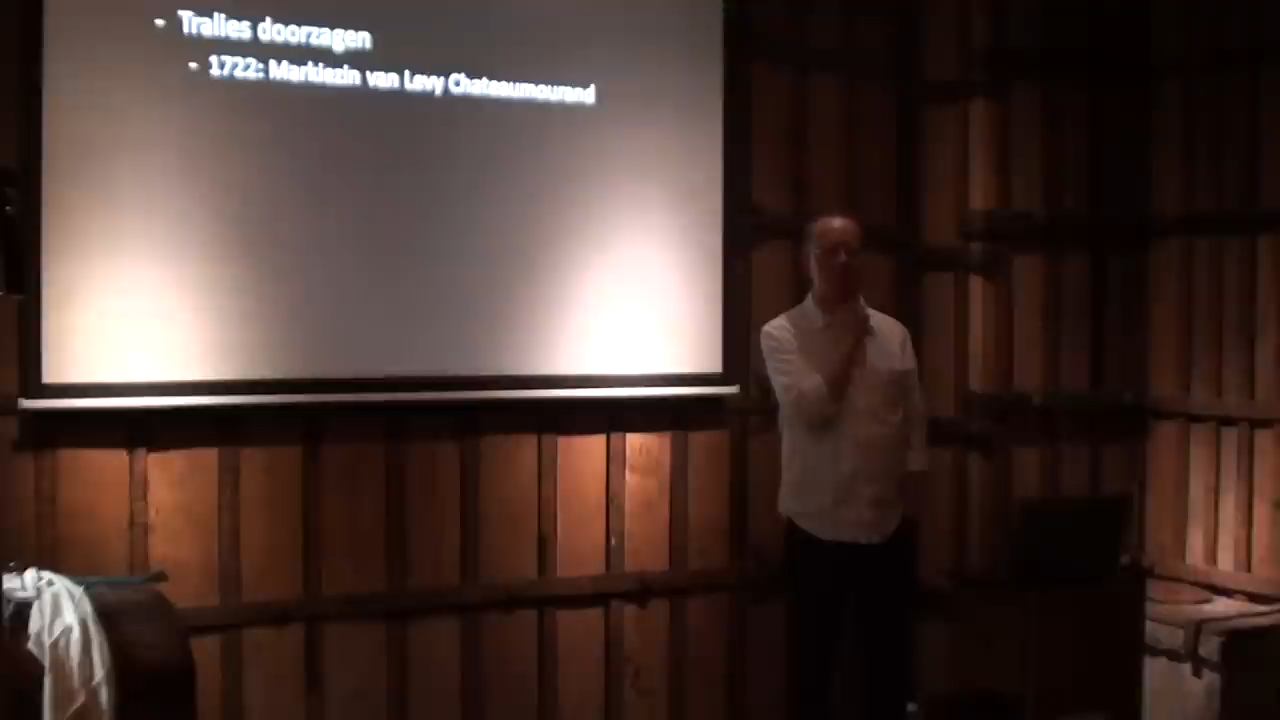 - Tralies doorzagen
- 1722: Markiezin van Levy Chateaumourand